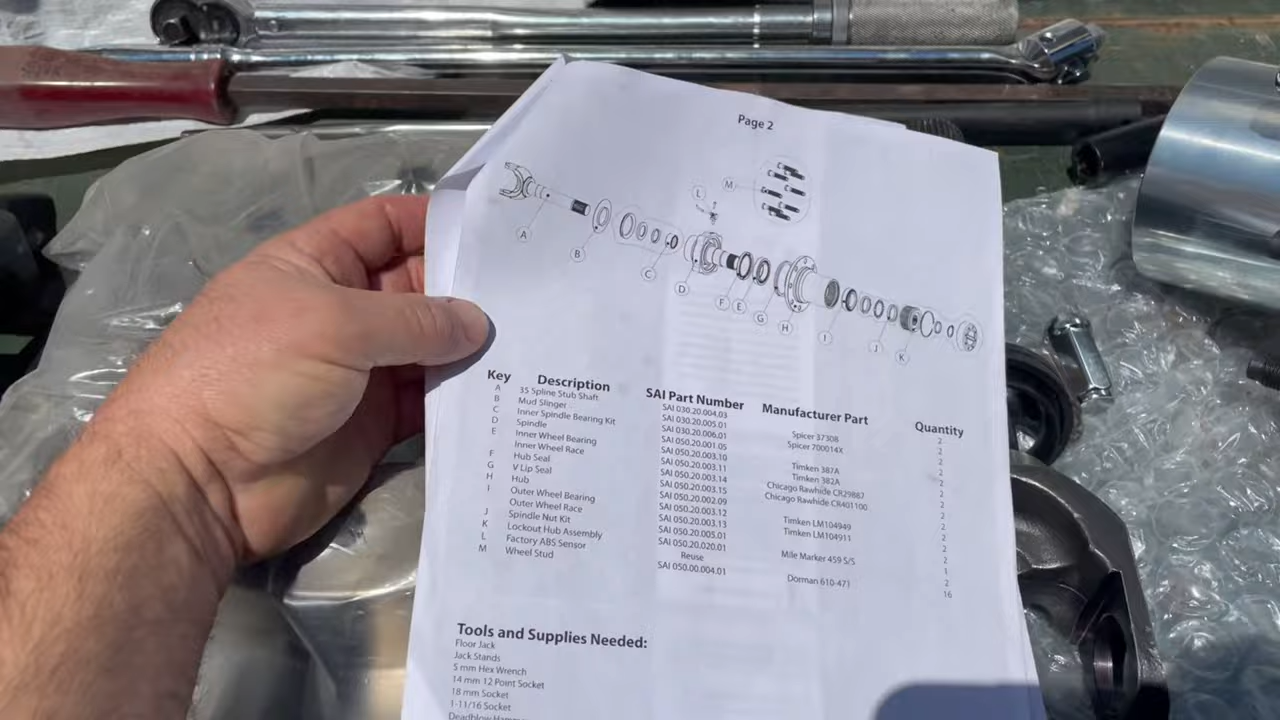 Page 2
M
L
A
B
C
D
F
E
G
H
I
J
K
Key Description SAI Part Number Manufacturer Part Quantity
A 35 Spline Stub Shaft SAI 030.20.004.03 2
B Mud Slinger SAI 030.20.005.01 Spicer 37308 2
C Inner Spindle Bearing Kit SAI 030.20.006.01 Spicer 700014X 2
D Spindle SAI 050.20.001.05 2
E Inner Wheel Bearing SAI 050.20.003.10 Timken 387A 2
Inner Wheel Race SAI 050.20.003.11 Timken 382A 2
F Hub Seal SAI 050.20.003.14 Chicago Rawhide CR29887 2
G V Lip Seal SAI 050.20.003.15 Chicago Rawhide CR401100 2
H Hub SAI 050.20.002.09 2
I Outer Wheel Bearing SAI 050.20.003.12 Timken LM104949 2
Outer Wheel Race SAI 050.20.003.13 Timken LM104911 2
J Spindle Nut Kit SAI 050.20.005.01 2
K Lockout Hub Assembly SAI 050.20.020.01 Mile Marker 459 S/S 1
L Factory ABS Sensor Reuse 2
M Wheel Stud SAI 050.00.004.01 Dorman 610-471 16
Tools and Supplies Needed:
Floor Jack
Jack Stands
5 mm Hex Wrench
14 mm 12 Point Socket
18 mm Socket
1-11/16 Socket
Deadblow Hammer